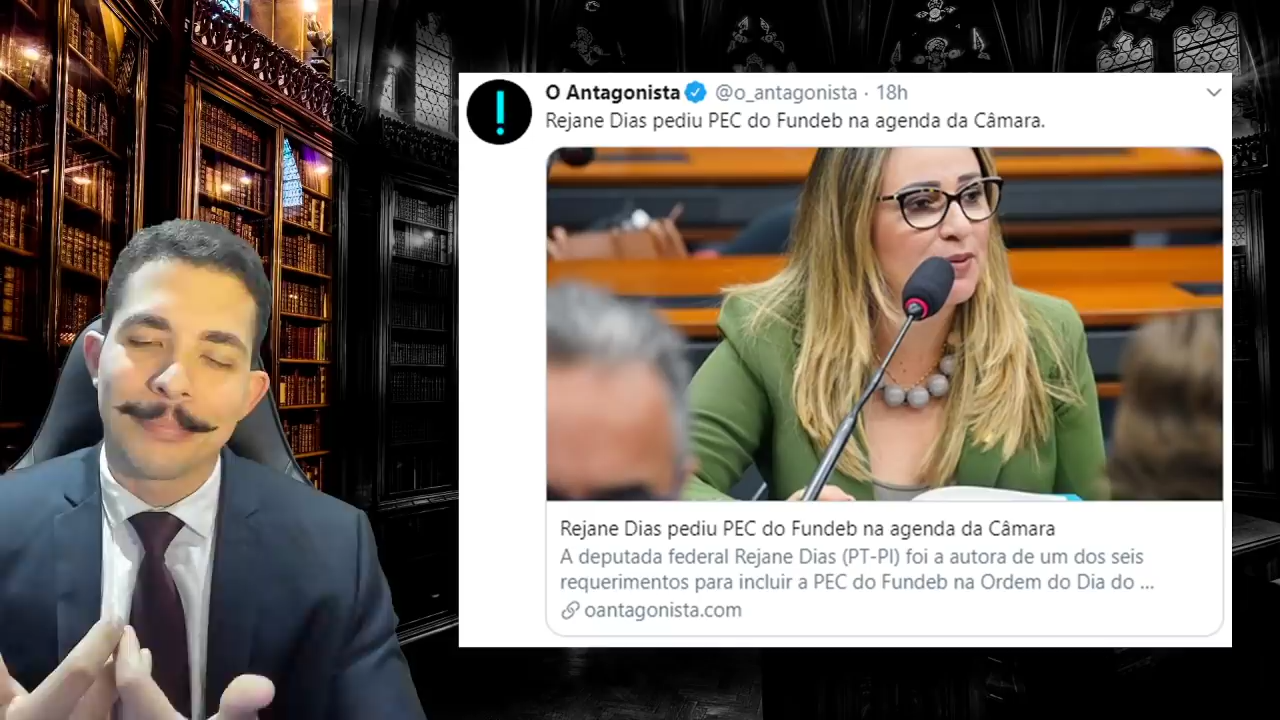 O Antagonista @o_antagonista · 18h
Rejane Dias pediu PEC do Fundeb na agenda da Câmara.
Rejane Dias pediu PEC do Fundeb na agenda da Câmara
A deputada federal Rejane Dias (PT-PI) foi a autora de um dos seis
requerimentos para incluir a PEC do Fundeb na Ordem do Dia do ...
oantagonista.com